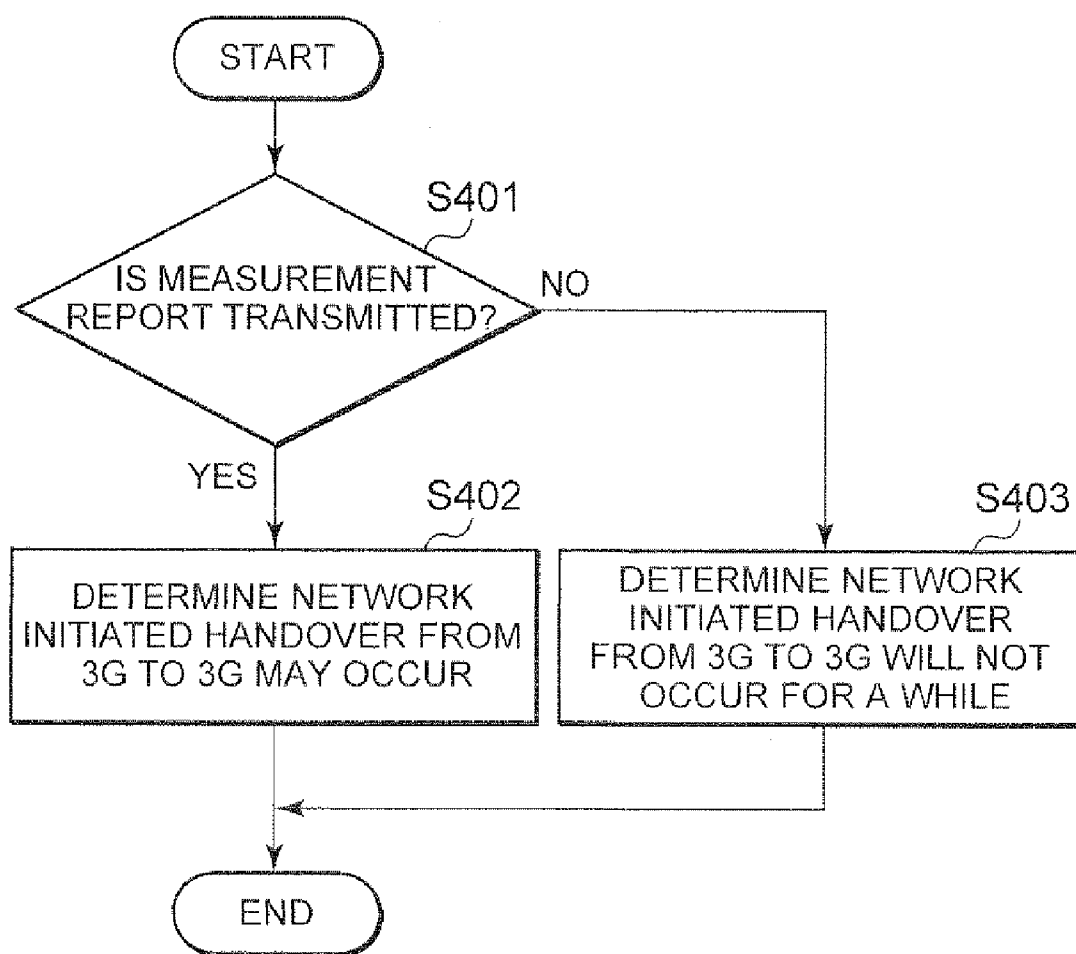 START
S401
IS MEASUREMENT
REPORT TRANSMITTED?
NO
YES
S402
DETERMINE NETWORK
INITIATED HANDOVER FROM
3G TO 3G MAY OCCUR
S403
DETERMINE NETWORK
INITIATED HANDOVER
FROM 3G TO 3G WILL NOT
OCCUR FOR A WHILE
END